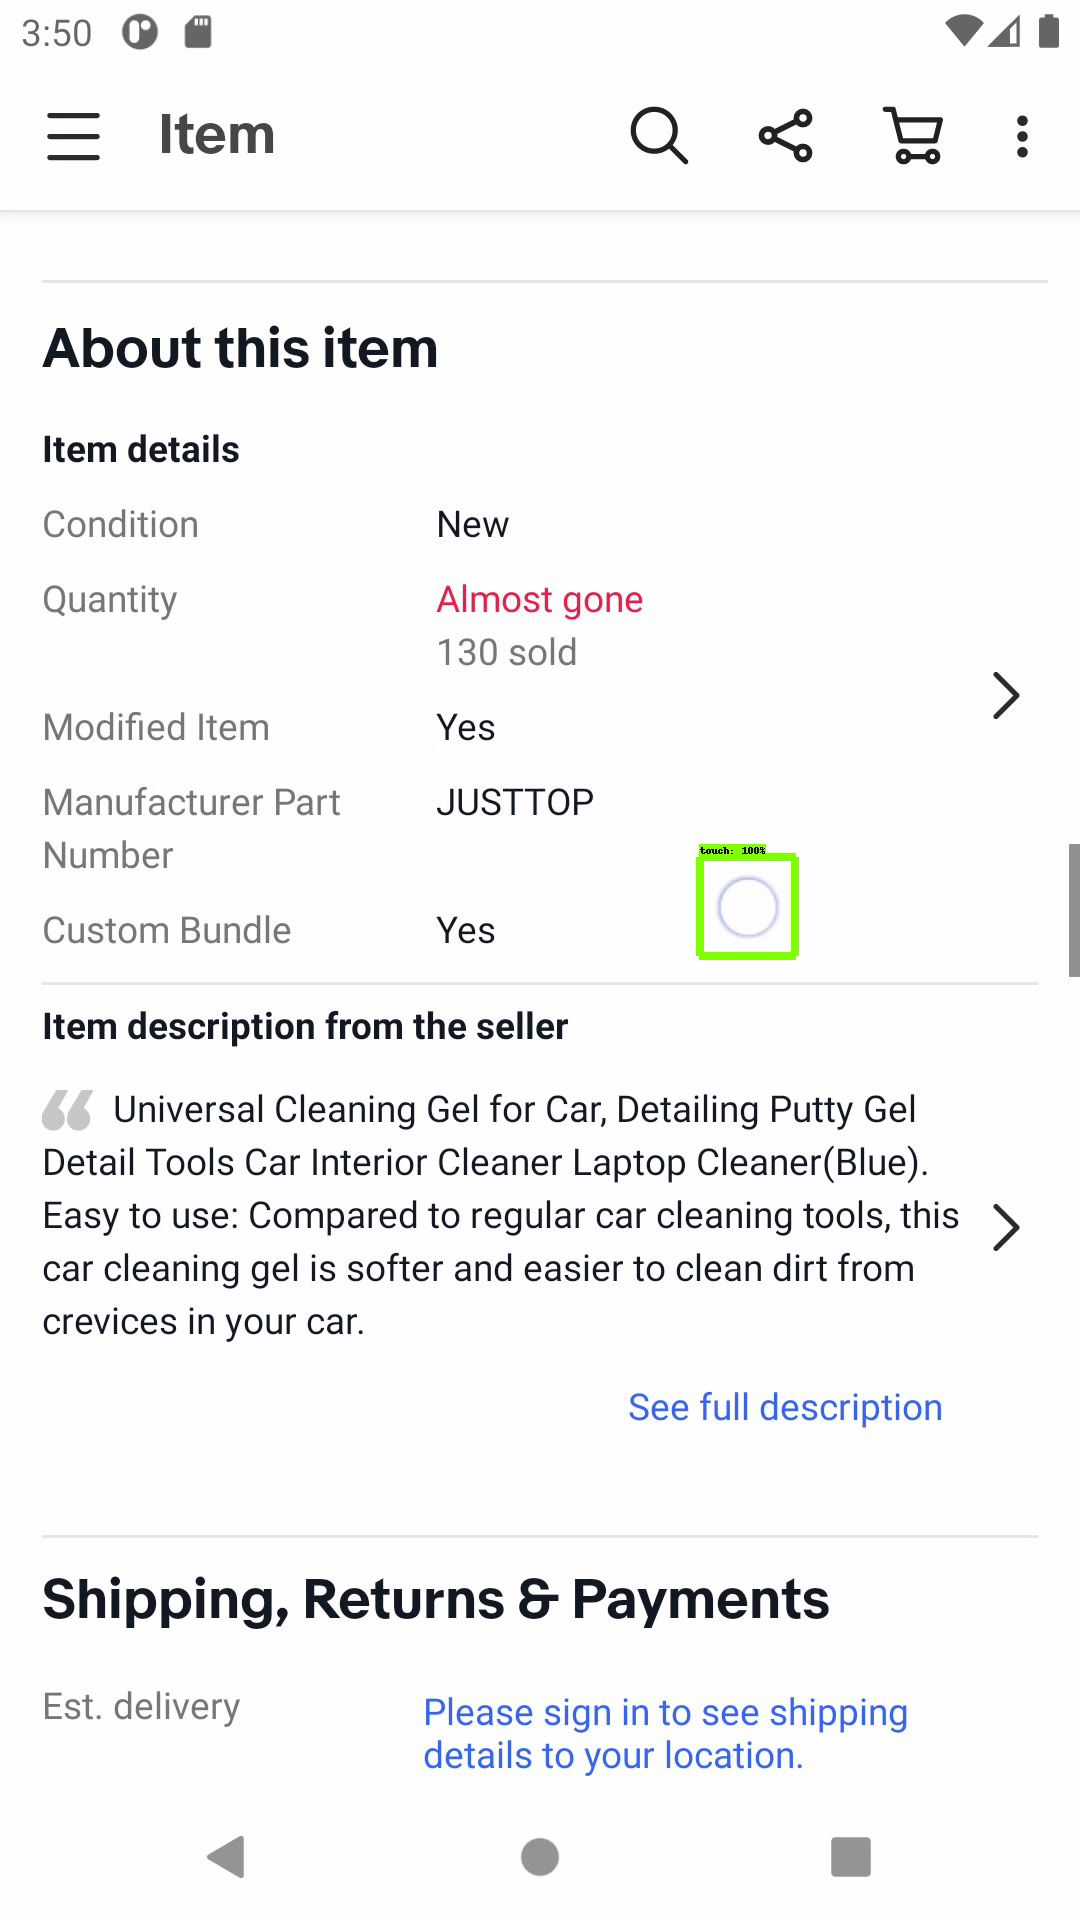 3:50
Item
About this item
Item details
Condition New
Quantity Almost gone
130 sold
Modified Item Yes
Manufacturer Part JUSTTOP
Number
touch: 100%
Custom Bundle Yes
Item description from the seller
Universal Cleaning Gel for Car, Detailing Putty Gel
Detail Tools Car Interior Cleaner Laptop Cleaner(Blue).
Easy to use: Compared to regular car cleaning tools, this
car cleaning gel is softer and easier to clean dirt from
crevices in your car.
See full description
Shipping, Returns & Payments
Est. delivery Please sign in to see shipping
details to your location.